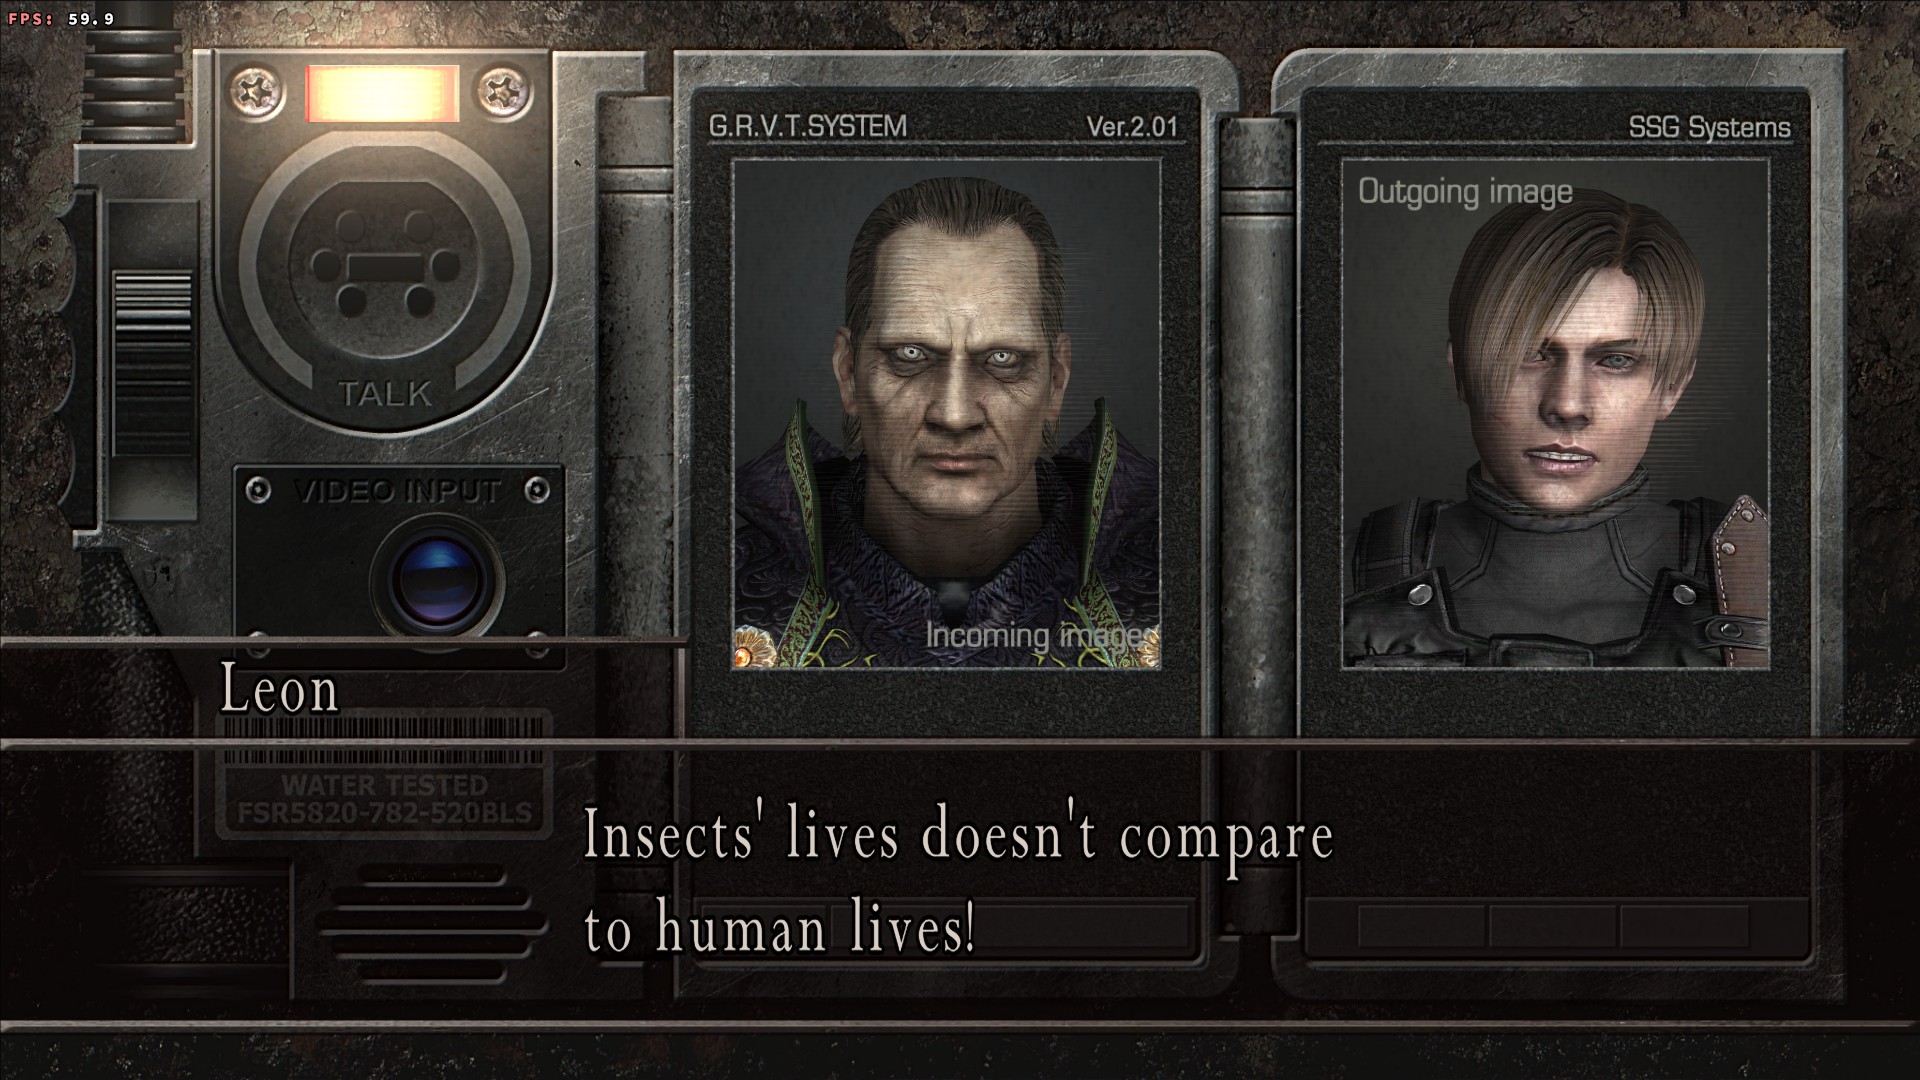 FPS: 59.9
G.R.V.T.SYSTEM Ver.2.01
SSG Systems
Outgoing image
TALK
VIDEO INPUT
Incoming images
Leon
WATER TESTED
FSR5820-782-520BLS
Insects' lives doesn't compare
to human lives!